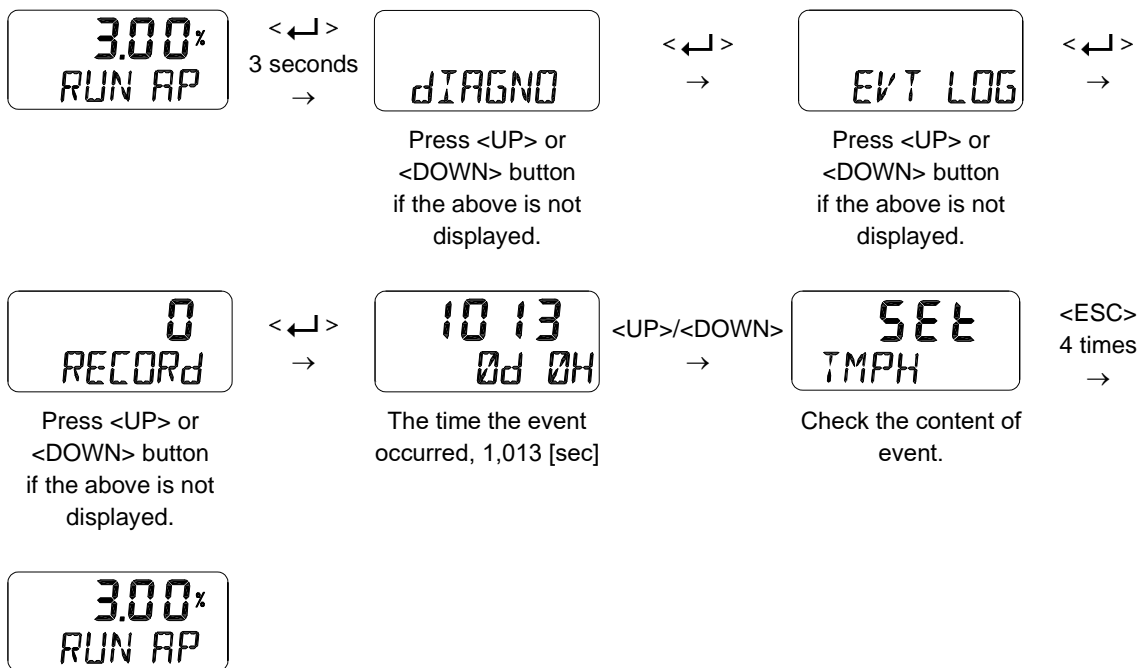 3.00%
RUN AP
< ↵ >
3 seconds
→
dIAGNO
< ↵ >
→
EVT LOG
< ↵ >
→
Press <UP> or
<DOWN> button
if the above is not
displayed.
Press <UP> or
<DOWN> button
if the above is not
displayed.
0
RECORd
< ↵ >
→
1013
0d 0H
<UP>/<DOWN>
→
SEt
TMPH
<ESC>
4 times
→
Press <UP> or
<DOWN> button
if the above is not
displayed.
The time the event
occurred, 1,013 [sec]
Check the content of
event.
3.00%
RUN AP